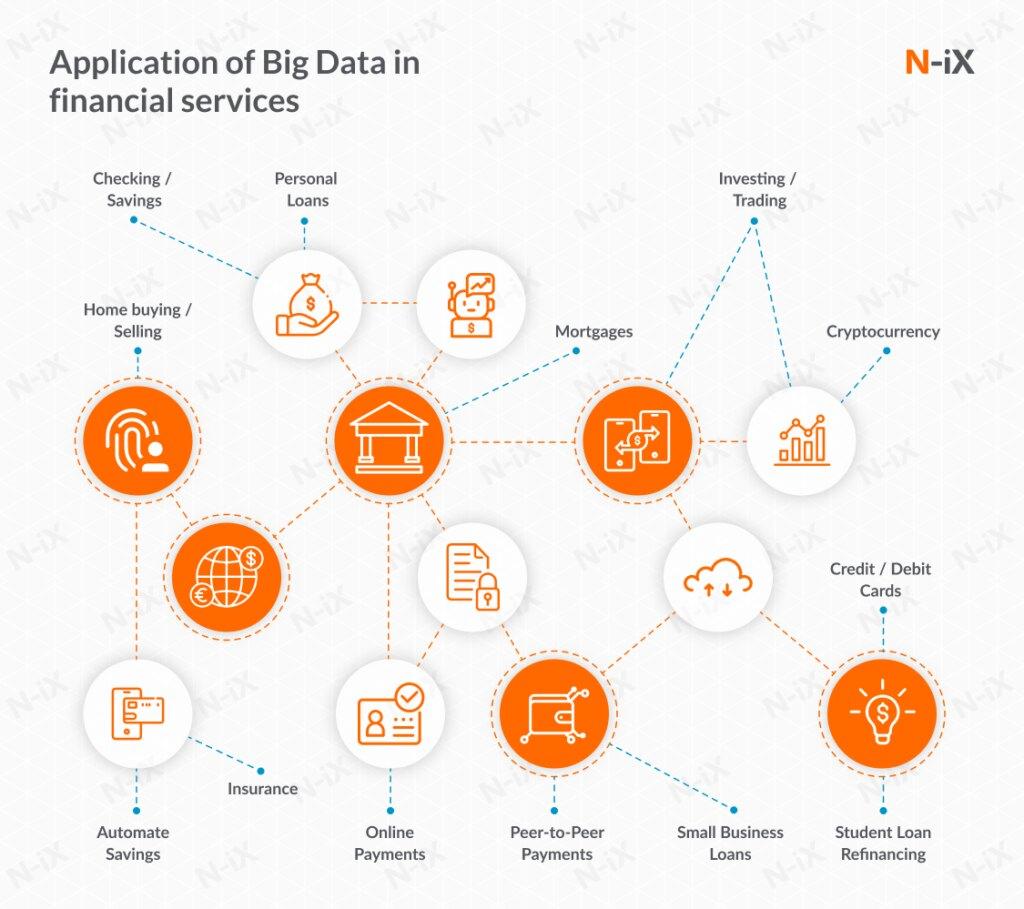 Application of Big Data in
financial services
N-iX
Checking /
Savings
Personal
Loans
Investing /
Trading
Home buying /
Selling
Mortgages
Cryptocurrency
$
$
$
$
€
Credit / Debit
Cards
$
Insurance
Automate
Savings
Online
Payments
Peer-to-Peer
Payments
Small Business
Loans
Student Loan
Refinancing